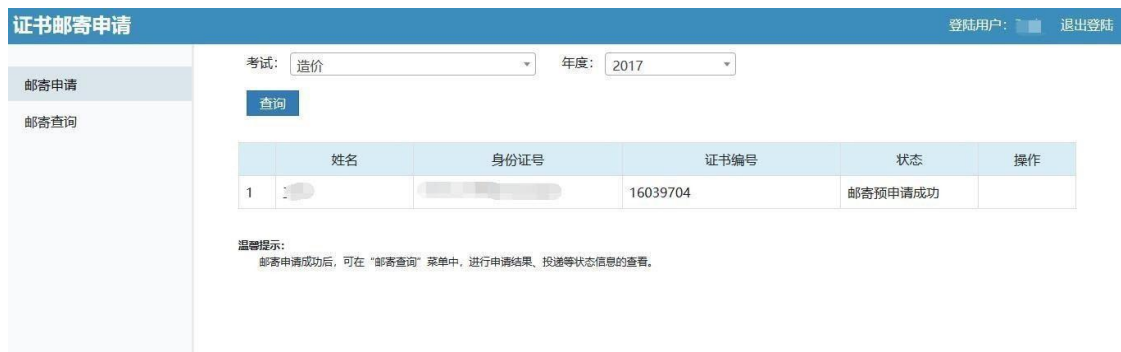 证书邮寄申请 登陆用户： 退出登陆
邮寄申请
邮寄查询
考试： 造价 年度： 2017
查询
姓名 身份证号 证书编号 状态 操作
1 16039704 邮寄预申请成功
温馨提示：
邮寄申请成功后，可在“邮寄查询”菜单中，进行申请结果、投递等状态信息的查看。